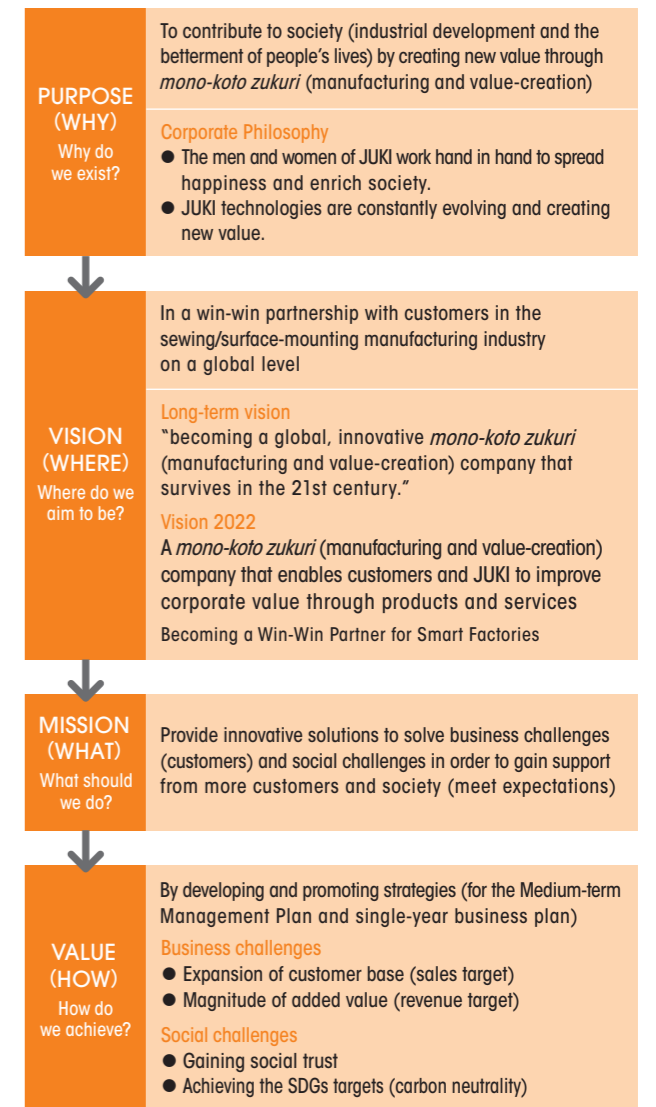 PURPOSE
(WHY)
Why do
we exist?
To contribute to society (industrial development and the
betterment of people's lives) by creating new value through
mono-koto zukuri (manufacturing and value-creation)
Corporate Philosophy
● The men and women of JUKI work hand in hand to spread
happiness and enrich society.
● JUKI technologies are constantly evolving and creating
new value.
VISION
(WHERE)
Where do we
aim to be?
In a win-win partnership with customers in the
sewing/surface-mounting manufacturing industry
on a global level
Long-term vision
“becoming a global, innovative mono-koto zukuri
(manufacturing and value-creation) company that
survives in the 21st century.”
Vision 2022
A mono-koto zukuri (manufacturing and value-creation)
company that enables customers and JUKI to improve
corporate value through products and services
Becoming a Win-Win Partner for Smart Factories
MISSION
(WHAT)
What should
we do?
Provide innovative solutions to solve business challenges
(customers) and social challenges in order to gain support
from more customers and society (meet expectations)
VALUE
(HOW)
How do
we achieve?
By developing and promoting strategies (for the Medium-term
Management Plan and single-year business plan)
Business challenges
● Expansion of customer base (sales target)
● Magnitude of added value (revenue target)
Social challenges
● Gaining social trust
● Achieving the SDGs targets (carbon neutrality)